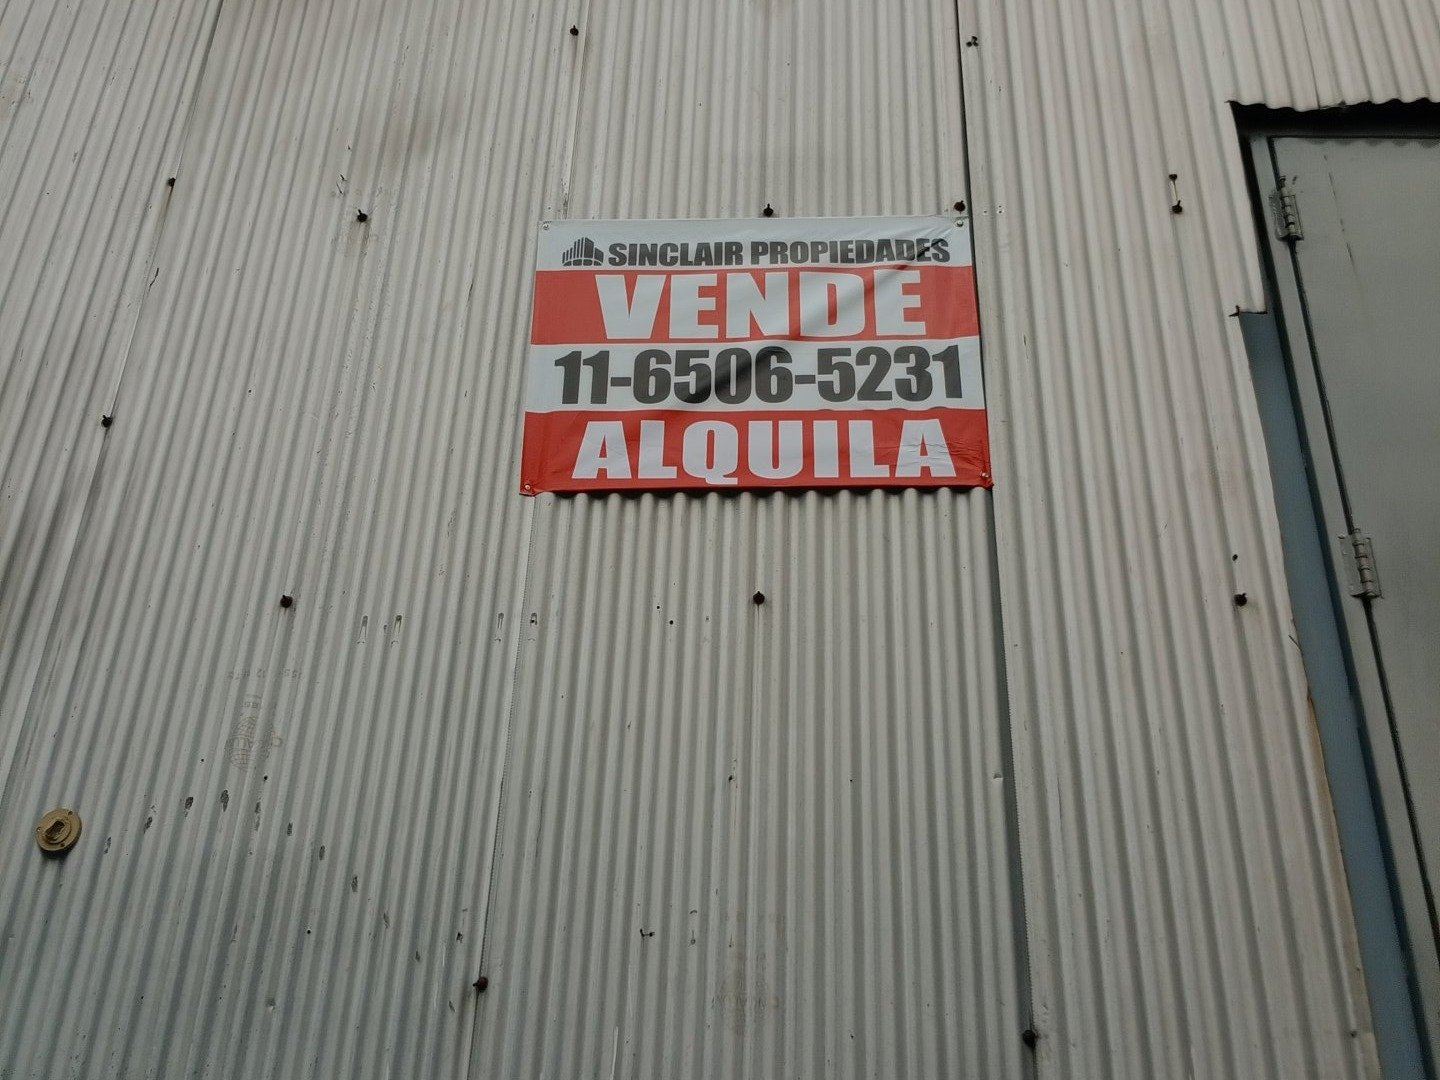 SINCLAIR PROPIEDADES
VENDE
11-6506-5231
ALQUILA